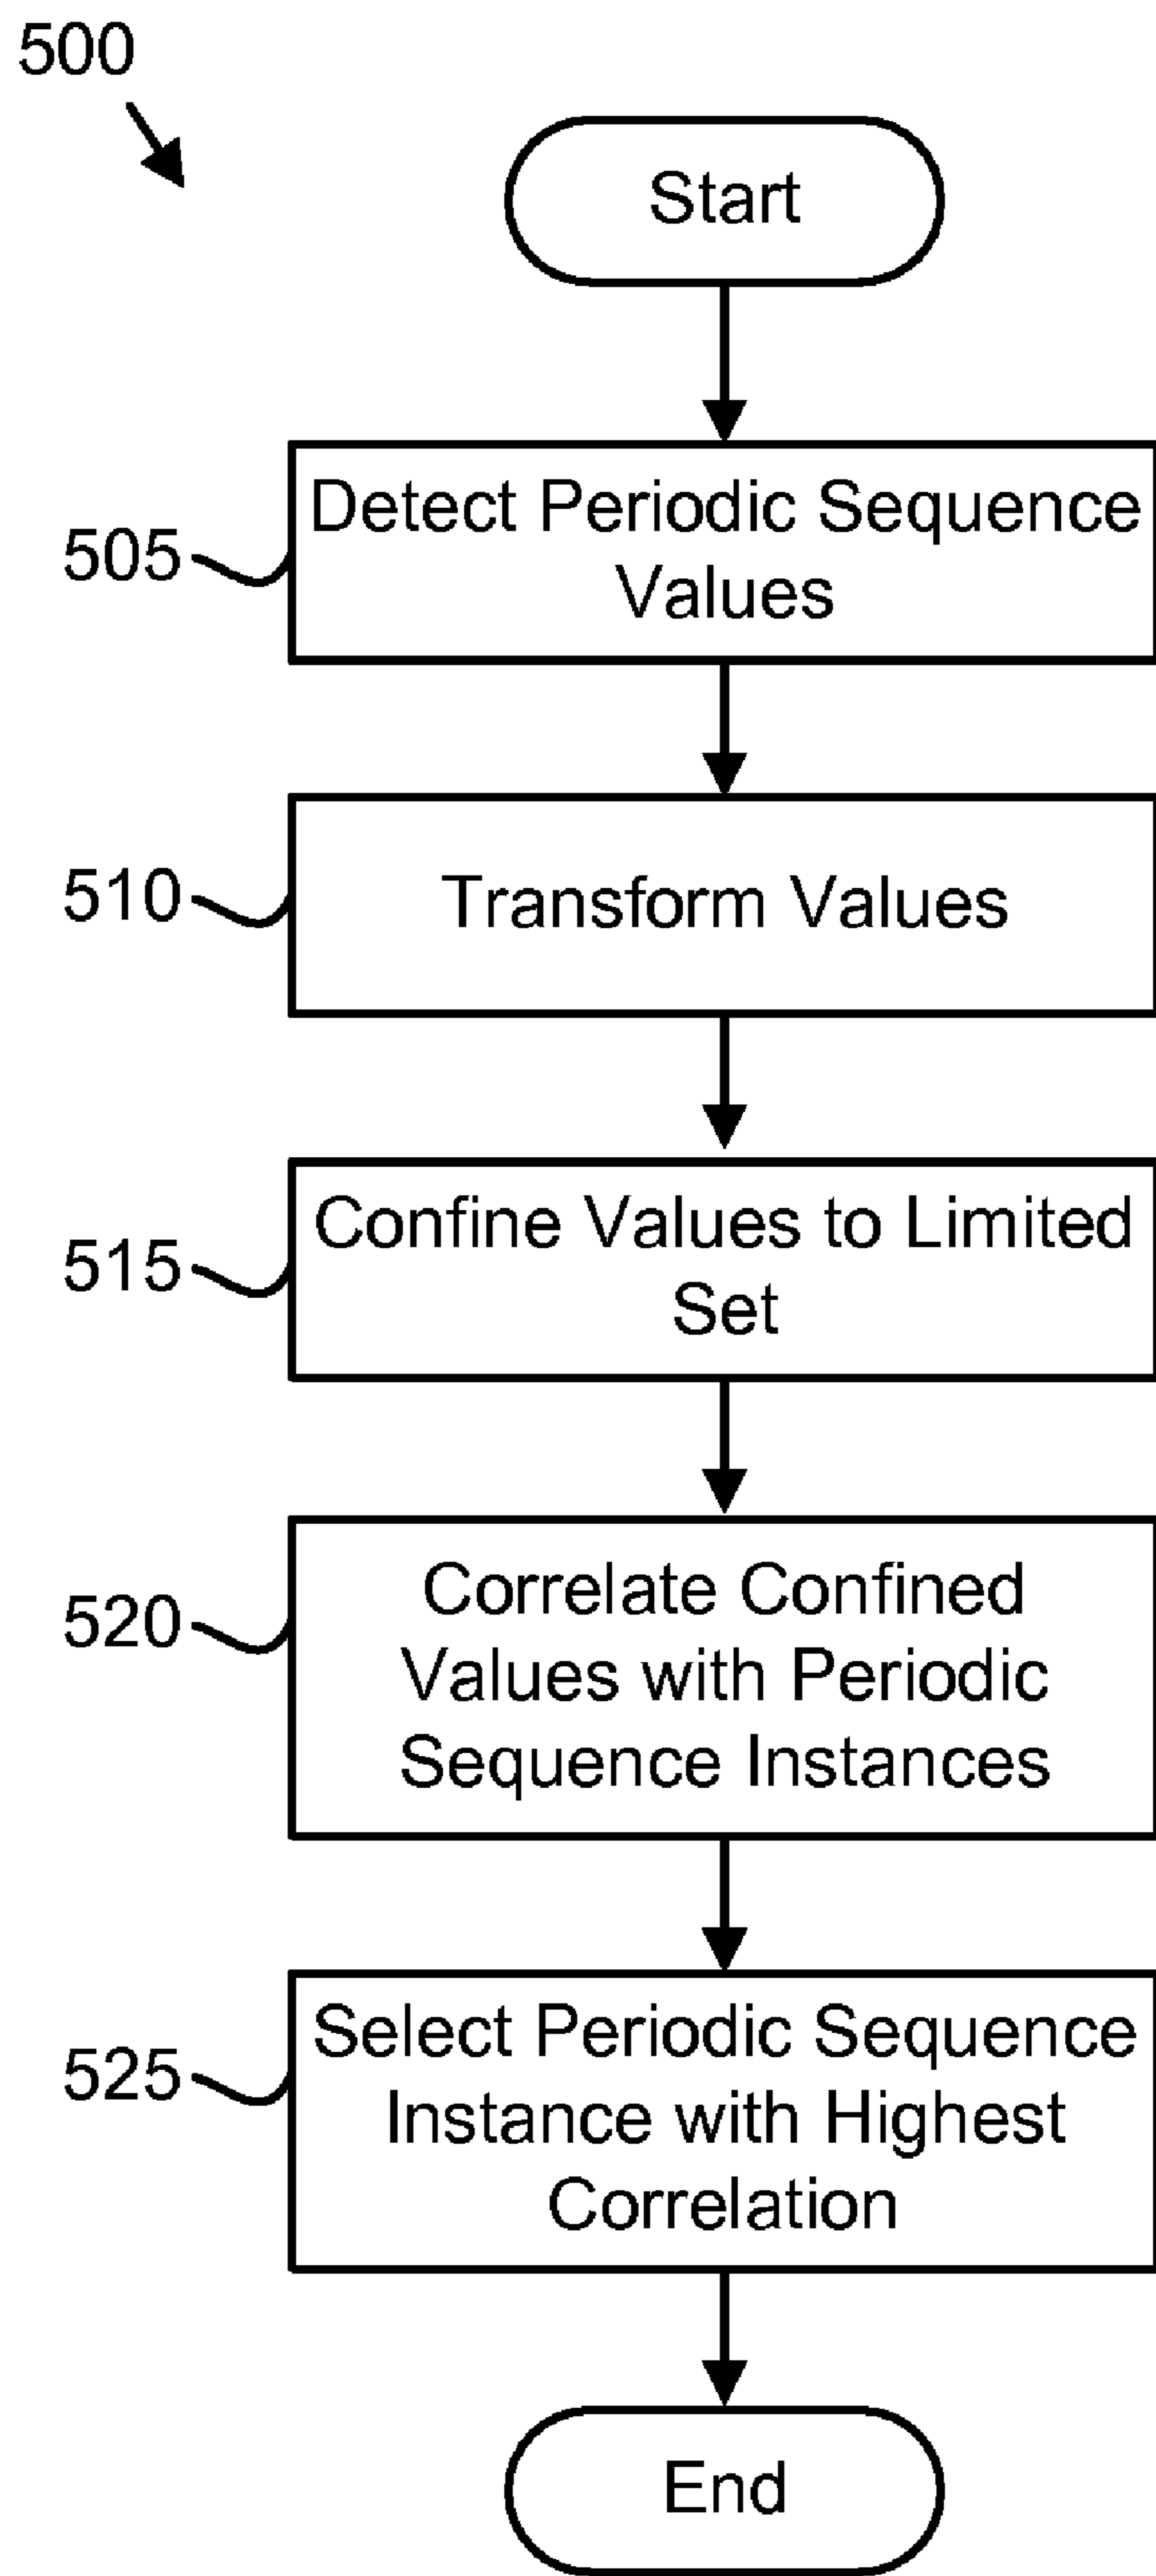 500
Start
505
Detect Periodic Sequence
Values
510
Transform Values
515
Confine Values to Limited
Set
520
Correlate Confined
Values with Periodic
Sequence Instances
525
Select Periodic Sequence
Instance with Highest
Correlation
End